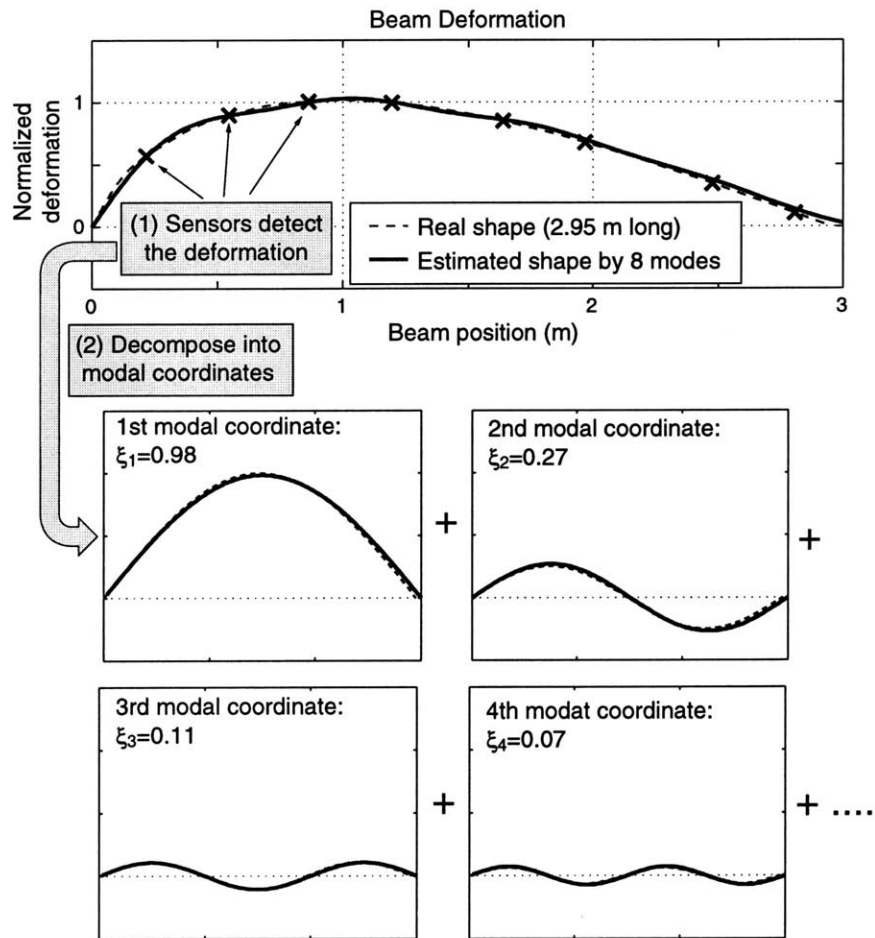 Beam Deformation
Normalized
deformation
1
0
(1) Sensors detect
the deformation
Real shape (2.95 m long)
Estimated shape by 8 modes
0
1
2
3
Beam position (m)
(2) Decompose into
modal coordinates
1st modal coordinate:
ξ1=0.98
+
2nd modal coordinate:
ξ2=0.27
+
3rd modal coordinate:
ξ3=0.11
+
4th modat coordinate:
ξ4=0.07
+ ....